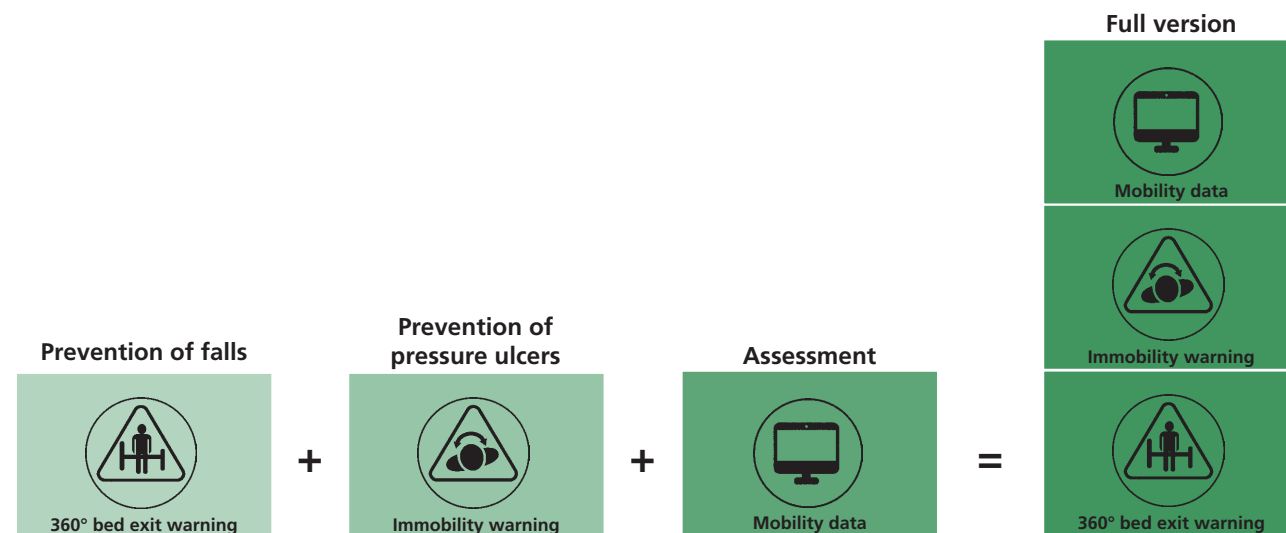 Full version
Mobility data
Immobility warning
360° bed exit warning
Prevention of falls
360° bed exit warning
+
Prevention of
pressure ulcers
Immobility warning
+
Assessment
Mobility data
=